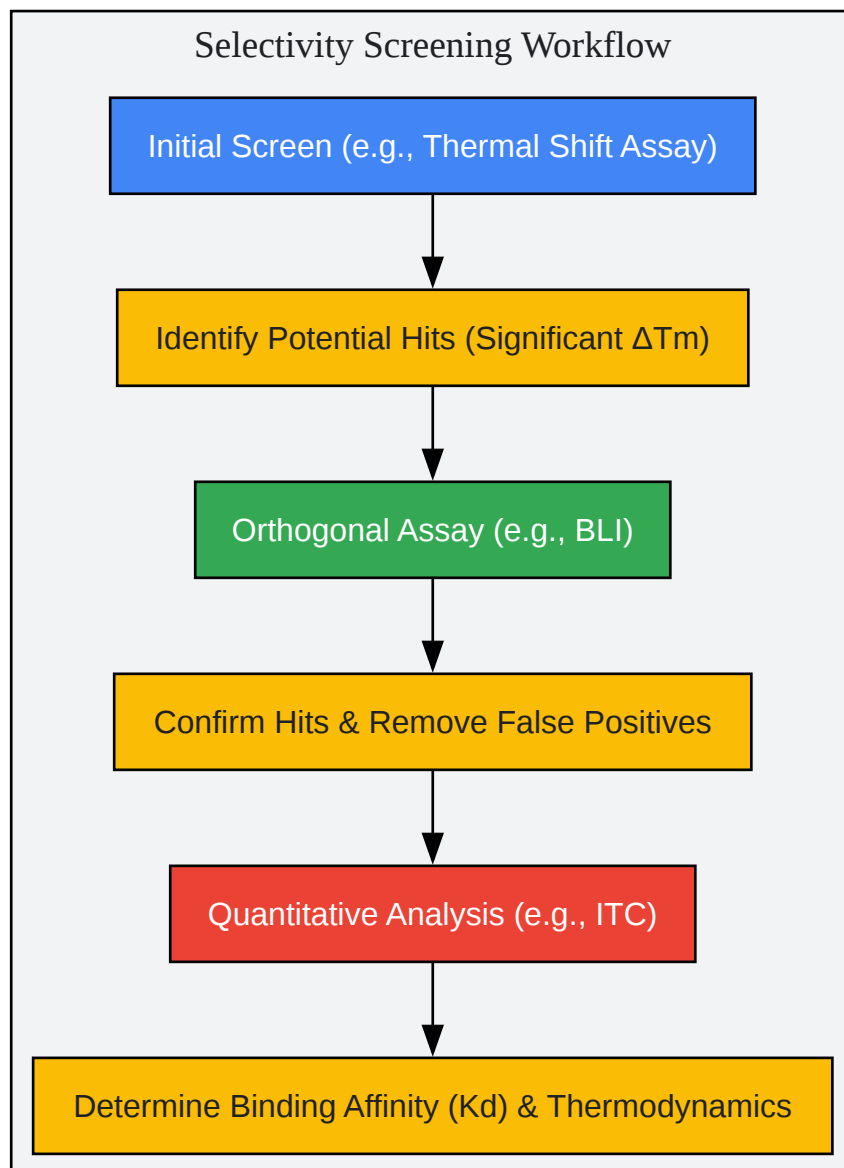 Selectivity Screening Workflow
Initial Screen (e.g., Thermal Shift Assay)
Identify Potential Hits (Significant ΔTm)
Orthogonal Assay (e.g., BLI)
Confirm Hits & Remove False Positives
Quantitative Analysis (e.g., ITC)
Determine Binding Affinity (Kd) & Thermodynamics